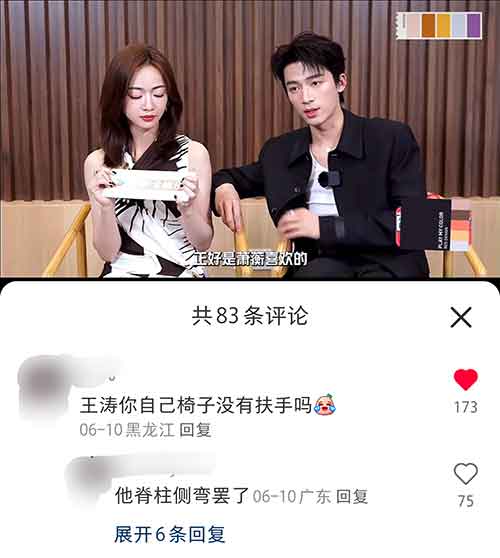 PLAY MY COLOR
正好是萧衡喜欢的
共83条评论
王涛你自己椅子没有扶手吗
173
06-10 黑龙江 回复
他脊柱侧弯罢了 06-10 广东 回复
75
展开6条回复